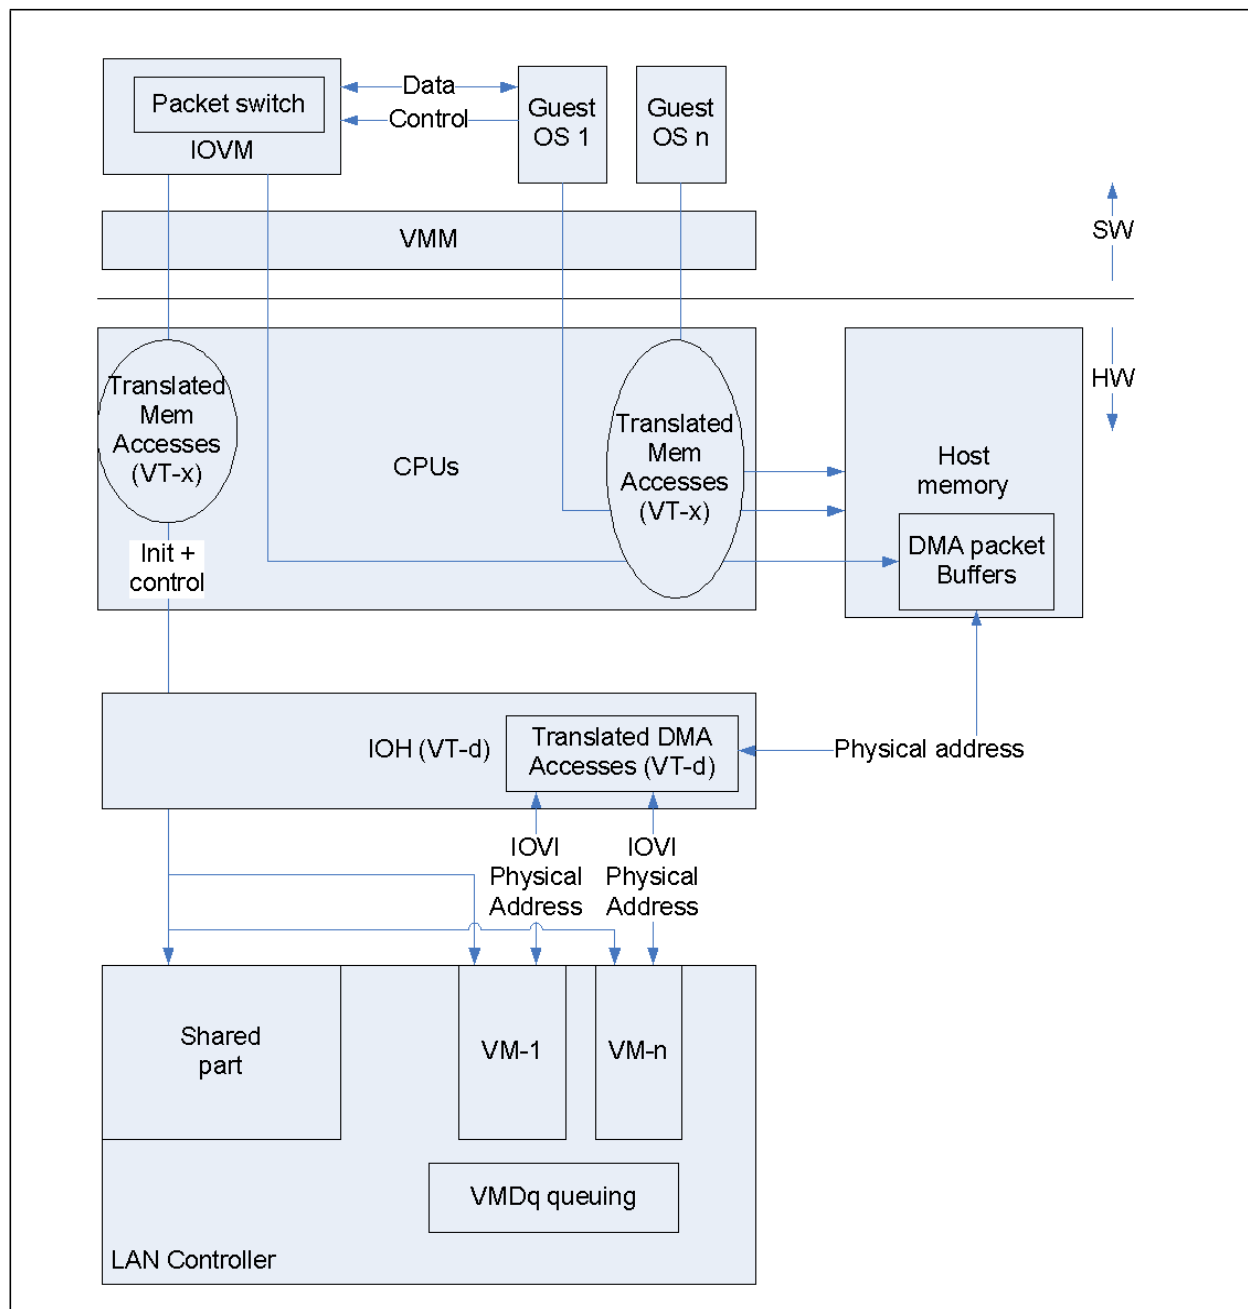 Packet switch
IOVM
Data
Control
Guest
OS 1
Guest
OS n
VMM
SW
HW
Translated
Mem
Accesses
(VT-x)
CPUs
Translated
Mem
Accesses
(VT-x)
Host
memory
DMA packet
Buffers
Init +
control
IOH (VT-d)
Translated DMA
Accesses (VT-d)
Physical address
IOVI
Physical
Address
IOVI
Physical
Address
Shared
part
VM-1
VM-n
VMDq queuing
LAN Controller